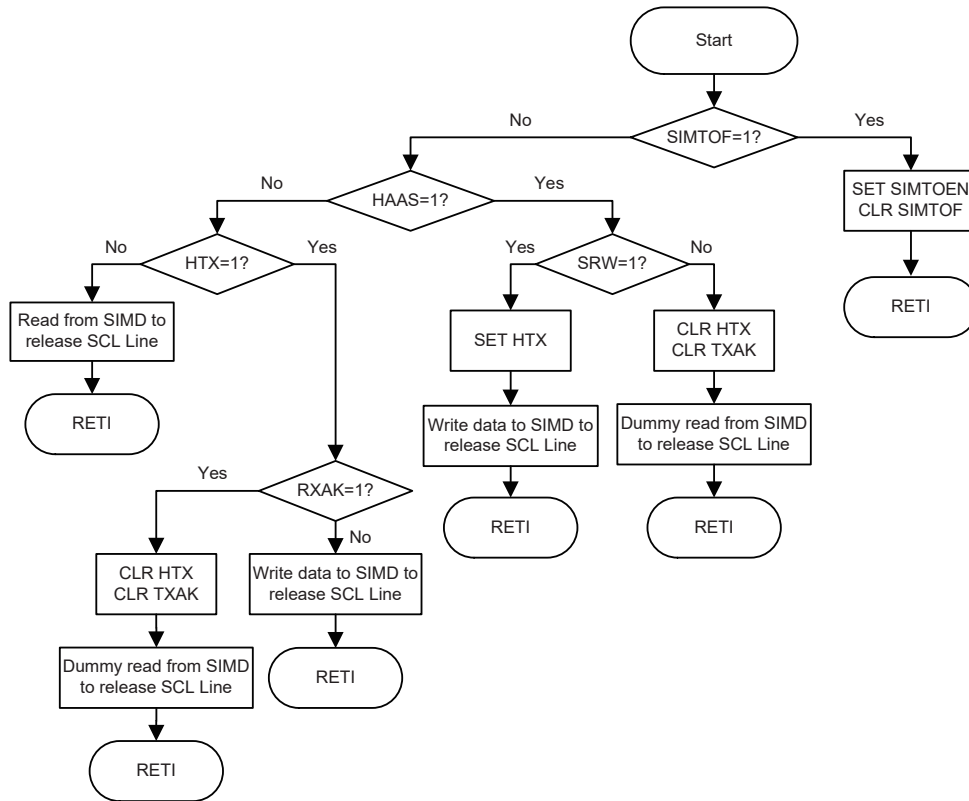 Start
No
SIMTOF=1?
Yes
No
HAAS=1?
Yes
SET SIMTOEN
CLR SIMTOF
No
HTX=1?
Yes
Yes
SRW=1?
No
RETI
Read from SIMD to
release SCL Line
SET HTX
CLR HTX
CLR TXAK
RETI
Write data to SIMD to
release SCL Line
Dummy read from SIMD
to release SCL Line
Yes
RXAK=1?
No
RETI
RETI
CLR HTX
CLR TXAK
Write data to SIMD to
release SCL Line
Dummy read from SIMD
to release SCL Line
RETI
RETI